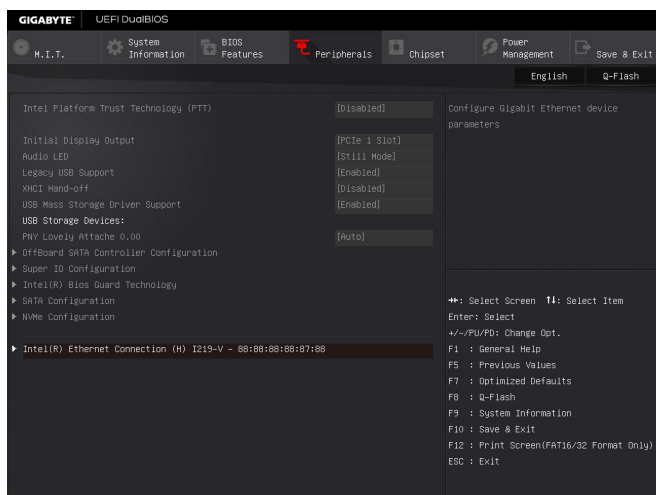 GIGABYTE™ UEFI DualBIOS
M.I.T.
System Information
BIOS Features
Peripherals
Chipset
Power Management
Save & Exit
English Q-Flash
Intel Platform Trust Technology (PTT) [Disabled]
Initial Display Output [PCIe 1 Slot]
Audio LED [Still Mode]
Legacy USB Support [Enabled]
XHCI Hand-off [Disabled]
USB Mass Storage Driver Support [Enabled]
USB Storage Devices:
PNY Lovely Attache 0.00 [Auto]
OffBoard SATA Controller Configuration
Super IO Configuration
Intel(R) Bios Guard Technology
SATA Configuration
NVMe Configuration
Intel(R) Ethernet Connection (H) I219-V - 88:88:88:88:87:88
Configure Gigabit Ethernet device
parameters
→←: Select Screen ↑↓: Select Item
Enter: Select
+/-/PU/PD: Change Opt.
F1 : General Help
F5 : Previous Values
F7 : Optimized Defaults
F8 : Q-Flash
F9 : System Information
F10 : Save & Exit
F12 : Print Screen(FAT16/32 Format Only)
ESC : Exit